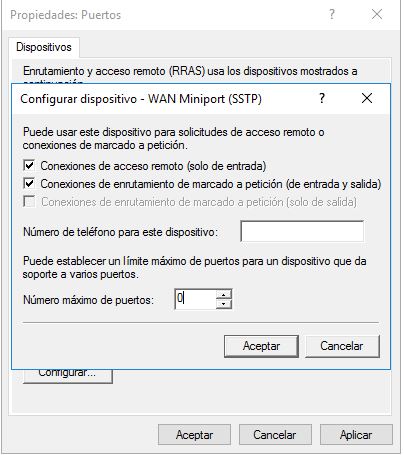 Propiedades: Puertos
Dispositivos
Enrutamiento y acceso remoto (RRAS) usa los dispositivos mostrados a
Configurar dispositivo - WAN Miniport (SSTP)
Puede usar este dispositivo para solicitudes de acceso remoto o
conexiones de marcado a petición.
Conexiones de acceso remoto (solo de entrada)
Conexiones de enrutamiento de marcado a petición (de entrada y salida)
Conexiones de enrutamiento de marcado a petición (solo de salida)
Número de teléfono para este dispositivo:
Puede establecer un límite máximo de puertos para un dispositivo que da
soporte a varios puertos.
Número máximo de puertos: 0
Aceptar Cancelar
Configurar...
Aceptar Cancelar Aplicar